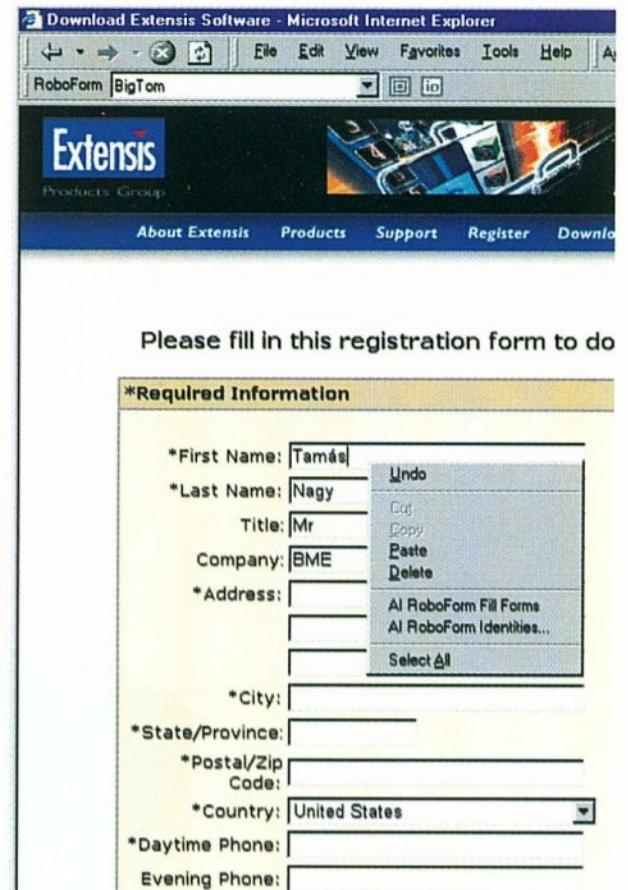 Download Extensis Software - Microsoft Internet Explorer
File Edit View Favorites Tools Help
RoboForm BigTom
Extensis
Products Group
About Extensis Products Support Register Downlo
Please fill in this registration form to do
*Required Information
*First Name: Tamás
*Last Name: Nagy
Title: Mr
Company: BME
*Address:
Undo
Cut
Copy
Paste
Delete
AI RoboForm Fill Forms
AI RoboForm Identities...
Select All
*City:
*State/Province:
*Postal/Zip
Code:
*Country: United States
*Daytime Phone:
Evening Phone: